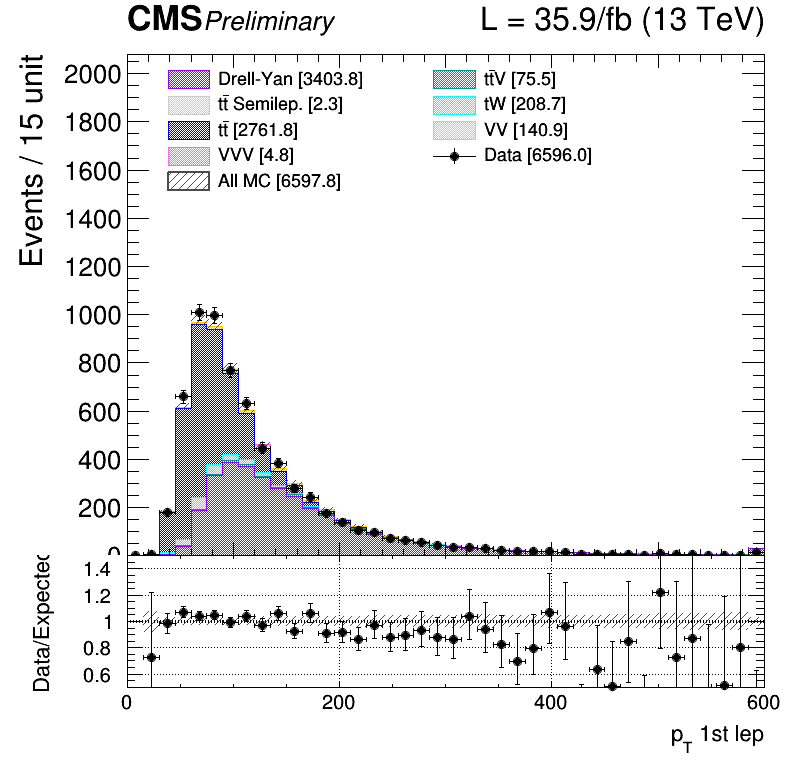 CMS Preliminary L = 35.9/fb (13 TeV)
Events / 15 unit
2000
1800
1600
1400
1200
1000
800
600
400
200
0
Drell-Yan [3403.8]
tt̄ Semilep. [2.3]
tt̄ [2761.8]
VVV [4.8]
All MC [6597.8]
tt̄V [75.5]
tW [208.7]
VV [140.9]
Data [6596.0]
Data/Expected
1.4
1.2
1
0.8
0.6
0 200 400 600
p_T 1st lep